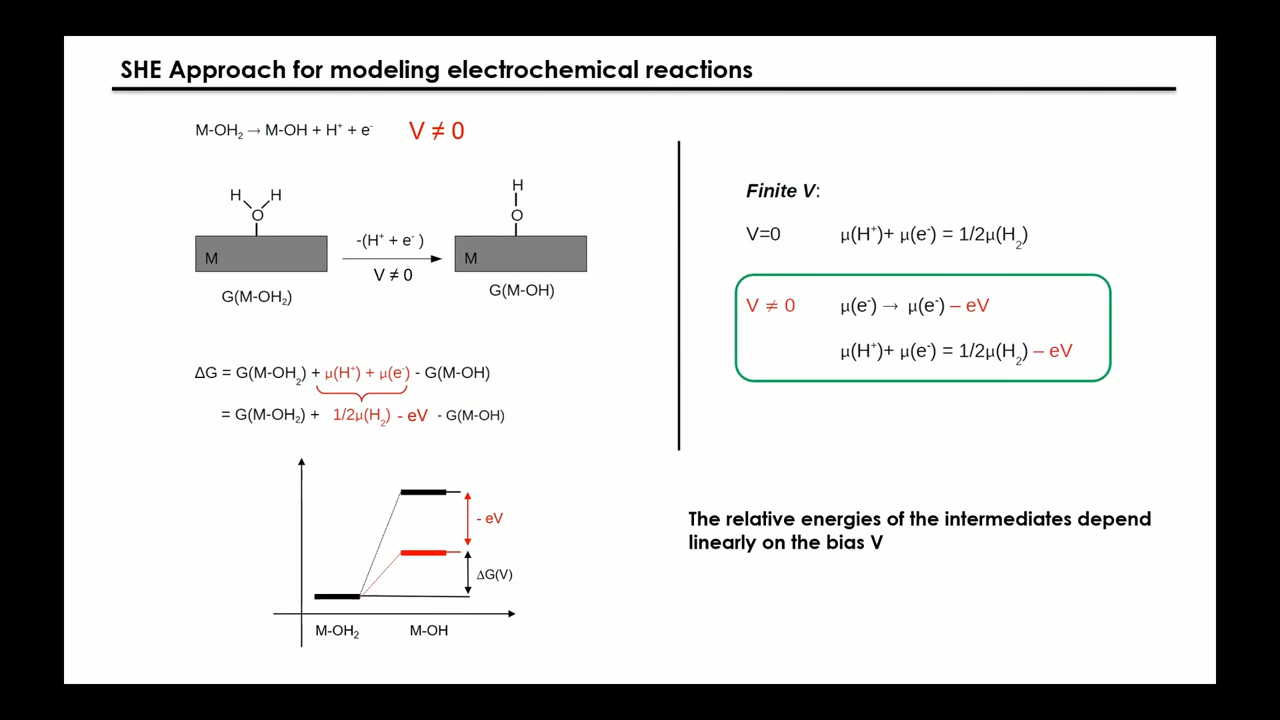 SHE Approach for modeling electrochemical reactions
M-OH₂ → M-OH + H⁺ + e⁻ V ≠ 0
H H
O
M
G(M-OH₂)
-(H⁺ + e⁻ )
V ≠ 0
H
O
M
G(M-OH)
ΔG = G(M-OH₂) + μ(H⁺) + μ(e⁻) - G(M-OH)
= G(M-OH₂) + 1/2μ(H₂) - eV - G(M-OH)
- eV
ΔG(V)
M-OH₂ M-OH
Finite V:
V=0 μ(H⁺)+ μ(e⁻) = 1/2μ(H₂)
V ≠ 0 μ(e⁻) → μ(e⁻) – eV
μ(H⁺)+ μ(e⁻) = 1/2μ(H₂) – eV
The relative energies of the intermediates depend
linearly on the bias V